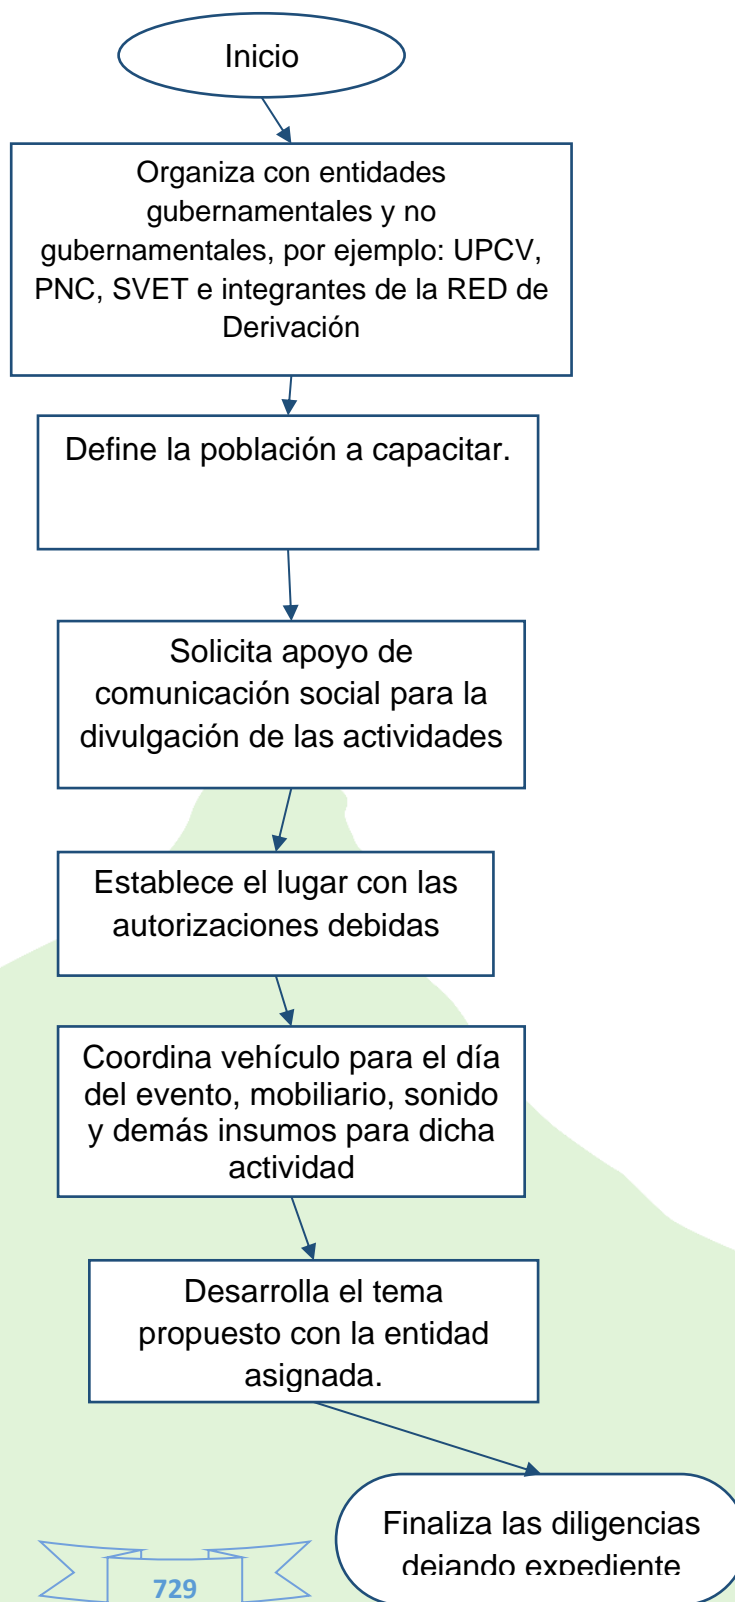 Inicio
Organiza con entidades
gubernamentales y no
gubernamentales, por ejemplo: UPCV,
PNC, SVET e integrantes de la RED de
Derivación
Define la población a capacitar.
Solicita apoyo de
comunicación social para la
divulgación de las actividades
Establece el lugar con las
autorizaciones debidas
Coordina vehículo para el día
del evento, mobiliario, sonido
y demás insumos para dicha
actividad
Desarrolla el tema
propuesto con la entidad
asignada.
Finaliza las diligencias
dejando expediente
729